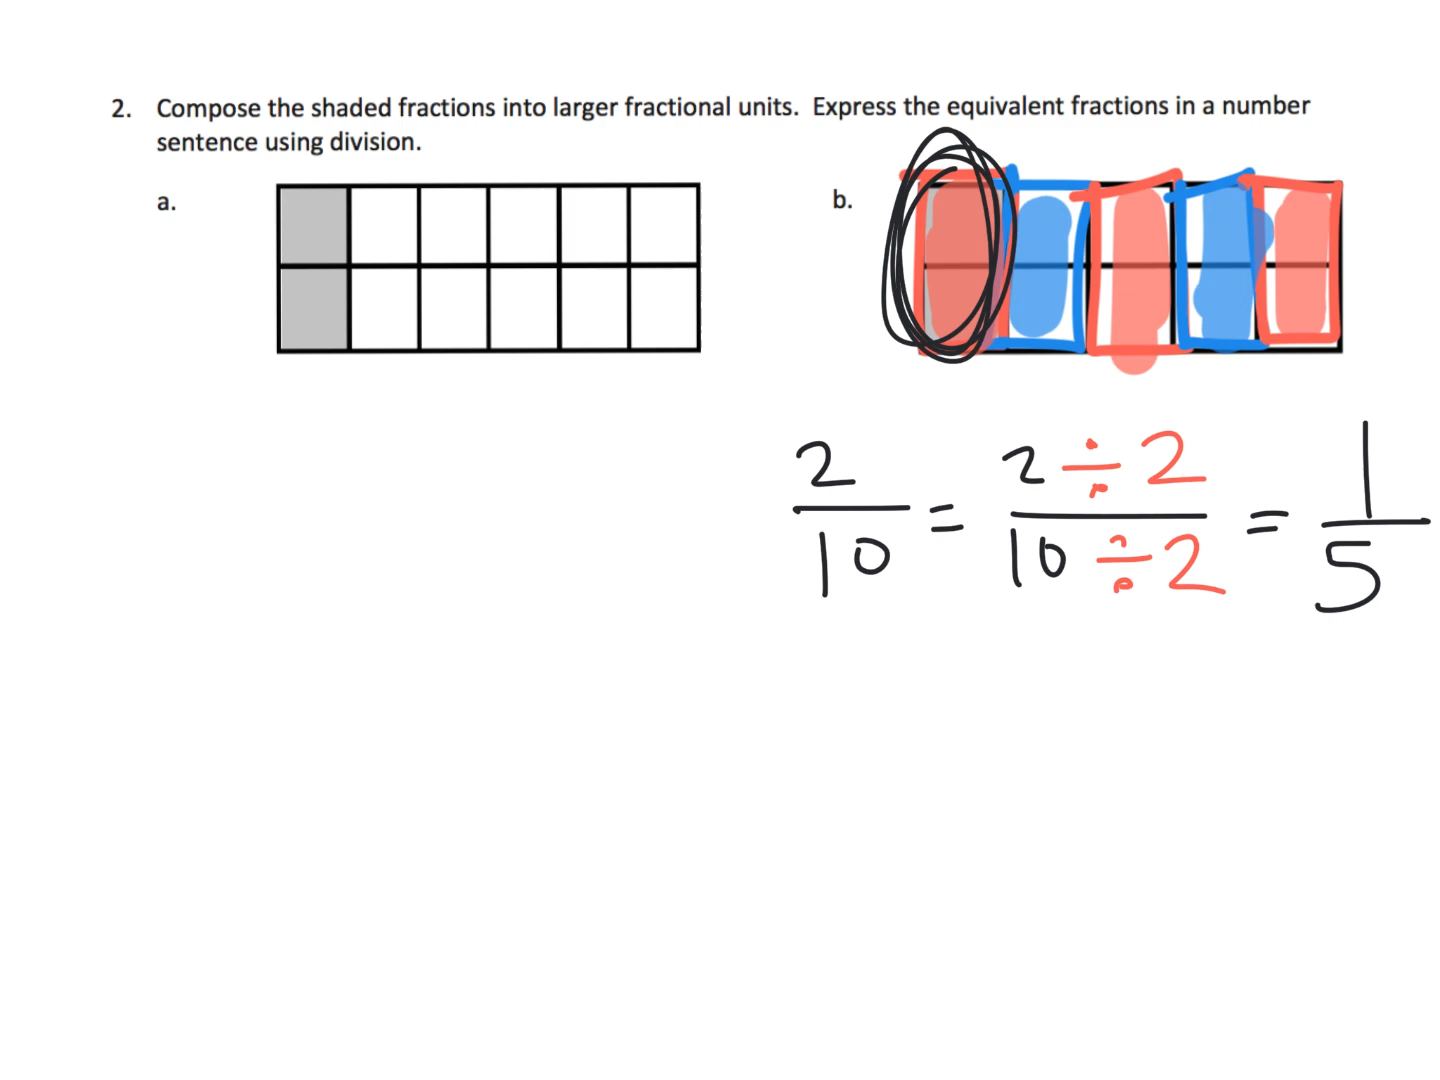 2. Compose the shaded fractions into larger fractional units. Express the equivalent fractions in a number
sentence using division.
a.
b.
2/10 = 2÷2/10÷2 = 1/5